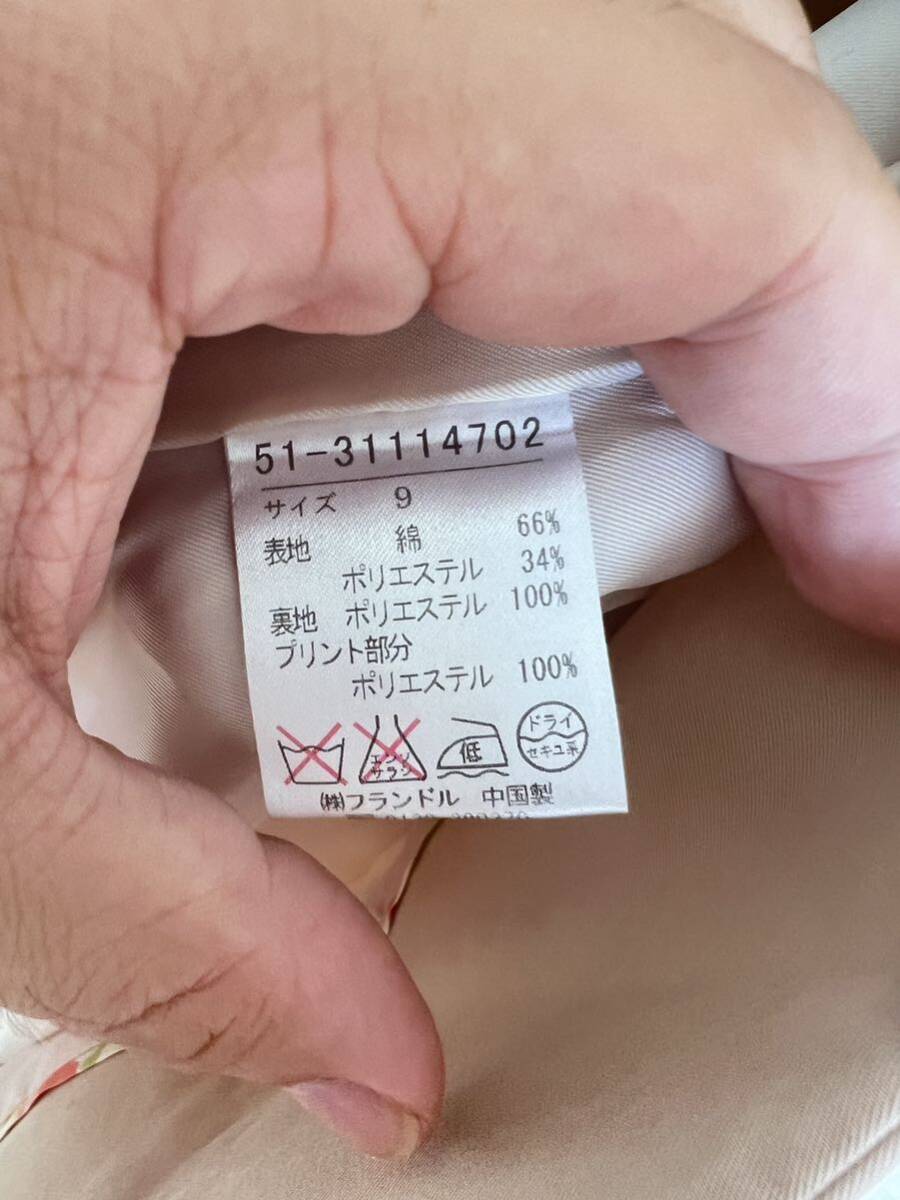 51-31114702
サイズ 9
表地 綿 66%
ポリエステル 34%
裏地 ポリエステル 100%
プリント部分
ポリエステル 100%
エンソサラシ
低
ドライ
セキユ系
㈱フランドル 中国製